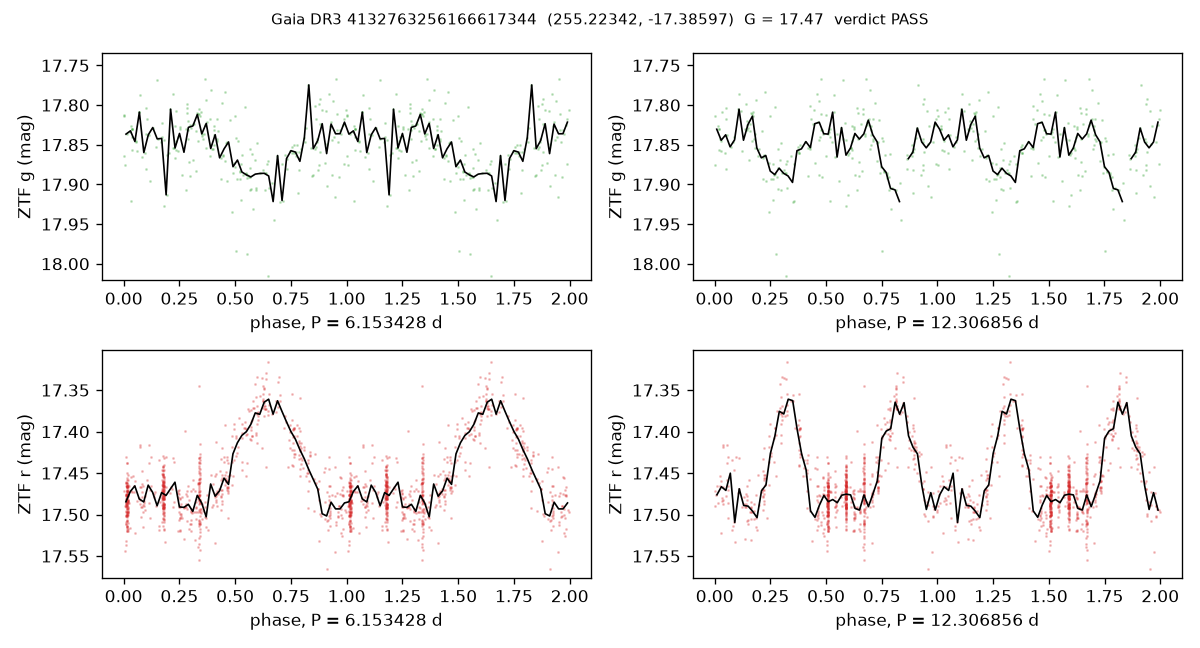 Gaia DR3 4132763256166617344  (255.22342, -17.38597)  G = 17.47  verdict PASS
ZTF g (mag)
17.75
17.80
17.85
17.90
17.95
18.00
0.00 0.25 0.50 0.75 1.00 1.25 1.50 1.75 2.00
phase, P = 6.153428 d
ZTF g (mag)
17.75
17.80
17.85
17.90
17.95
18.00
0.00 0.25 0.50 0.75 1.00 1.25 1.50 1.75 2.00
phase, P = 12.306856 d
ZTF r (mag)
17.35
17.40
17.45
17.50
17.55
0.00 0.25 0.50 0.75 1.00 1.25 1.50 1.75 2.00
phase, P = 6.153428 d
ZTF r (mag)
17.35
17.40
17.45
17.50
17.55
0.00 0.25 0.50 0.75 1.00 1.25 1.50 1.75 2.00
phase, P = 12.306856 d